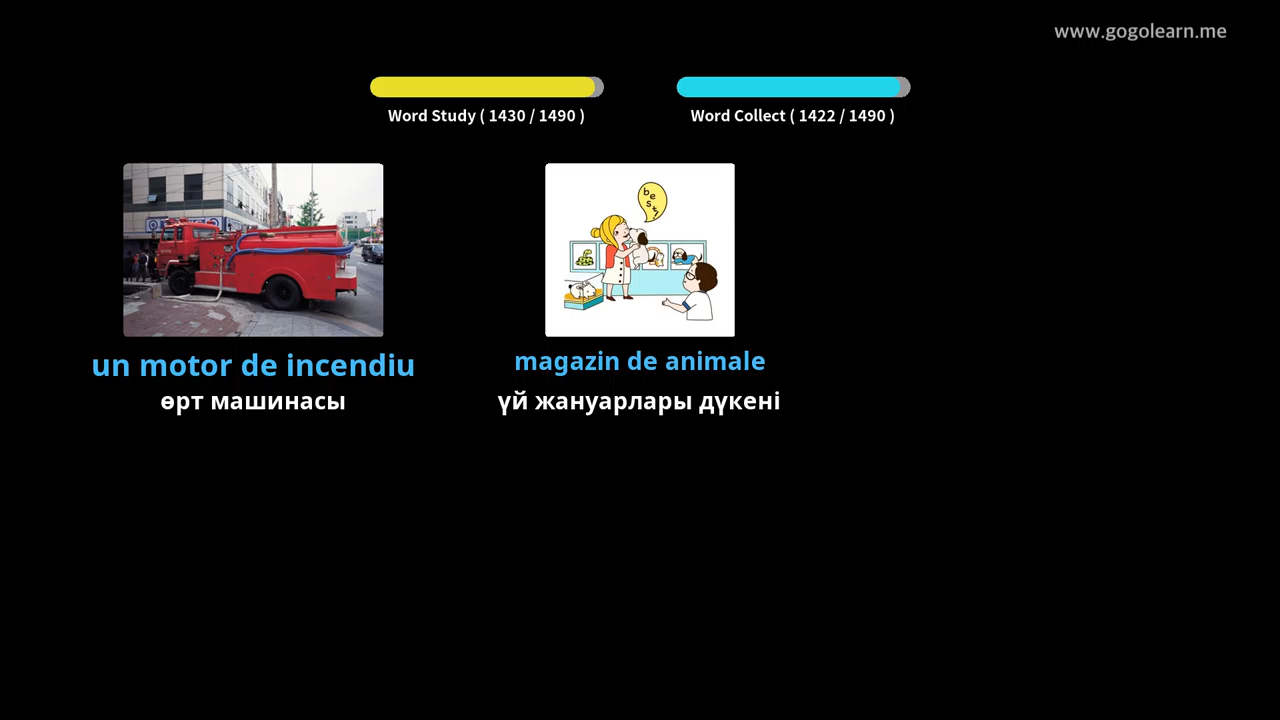 www.gogolearn.me
Word Study ( 1430 / 1490 )
Word Collect ( 1422 / 1490 )
best
un motor de incendiu
өрт машинасы
magazin de animale
үй жануарлары дүкені